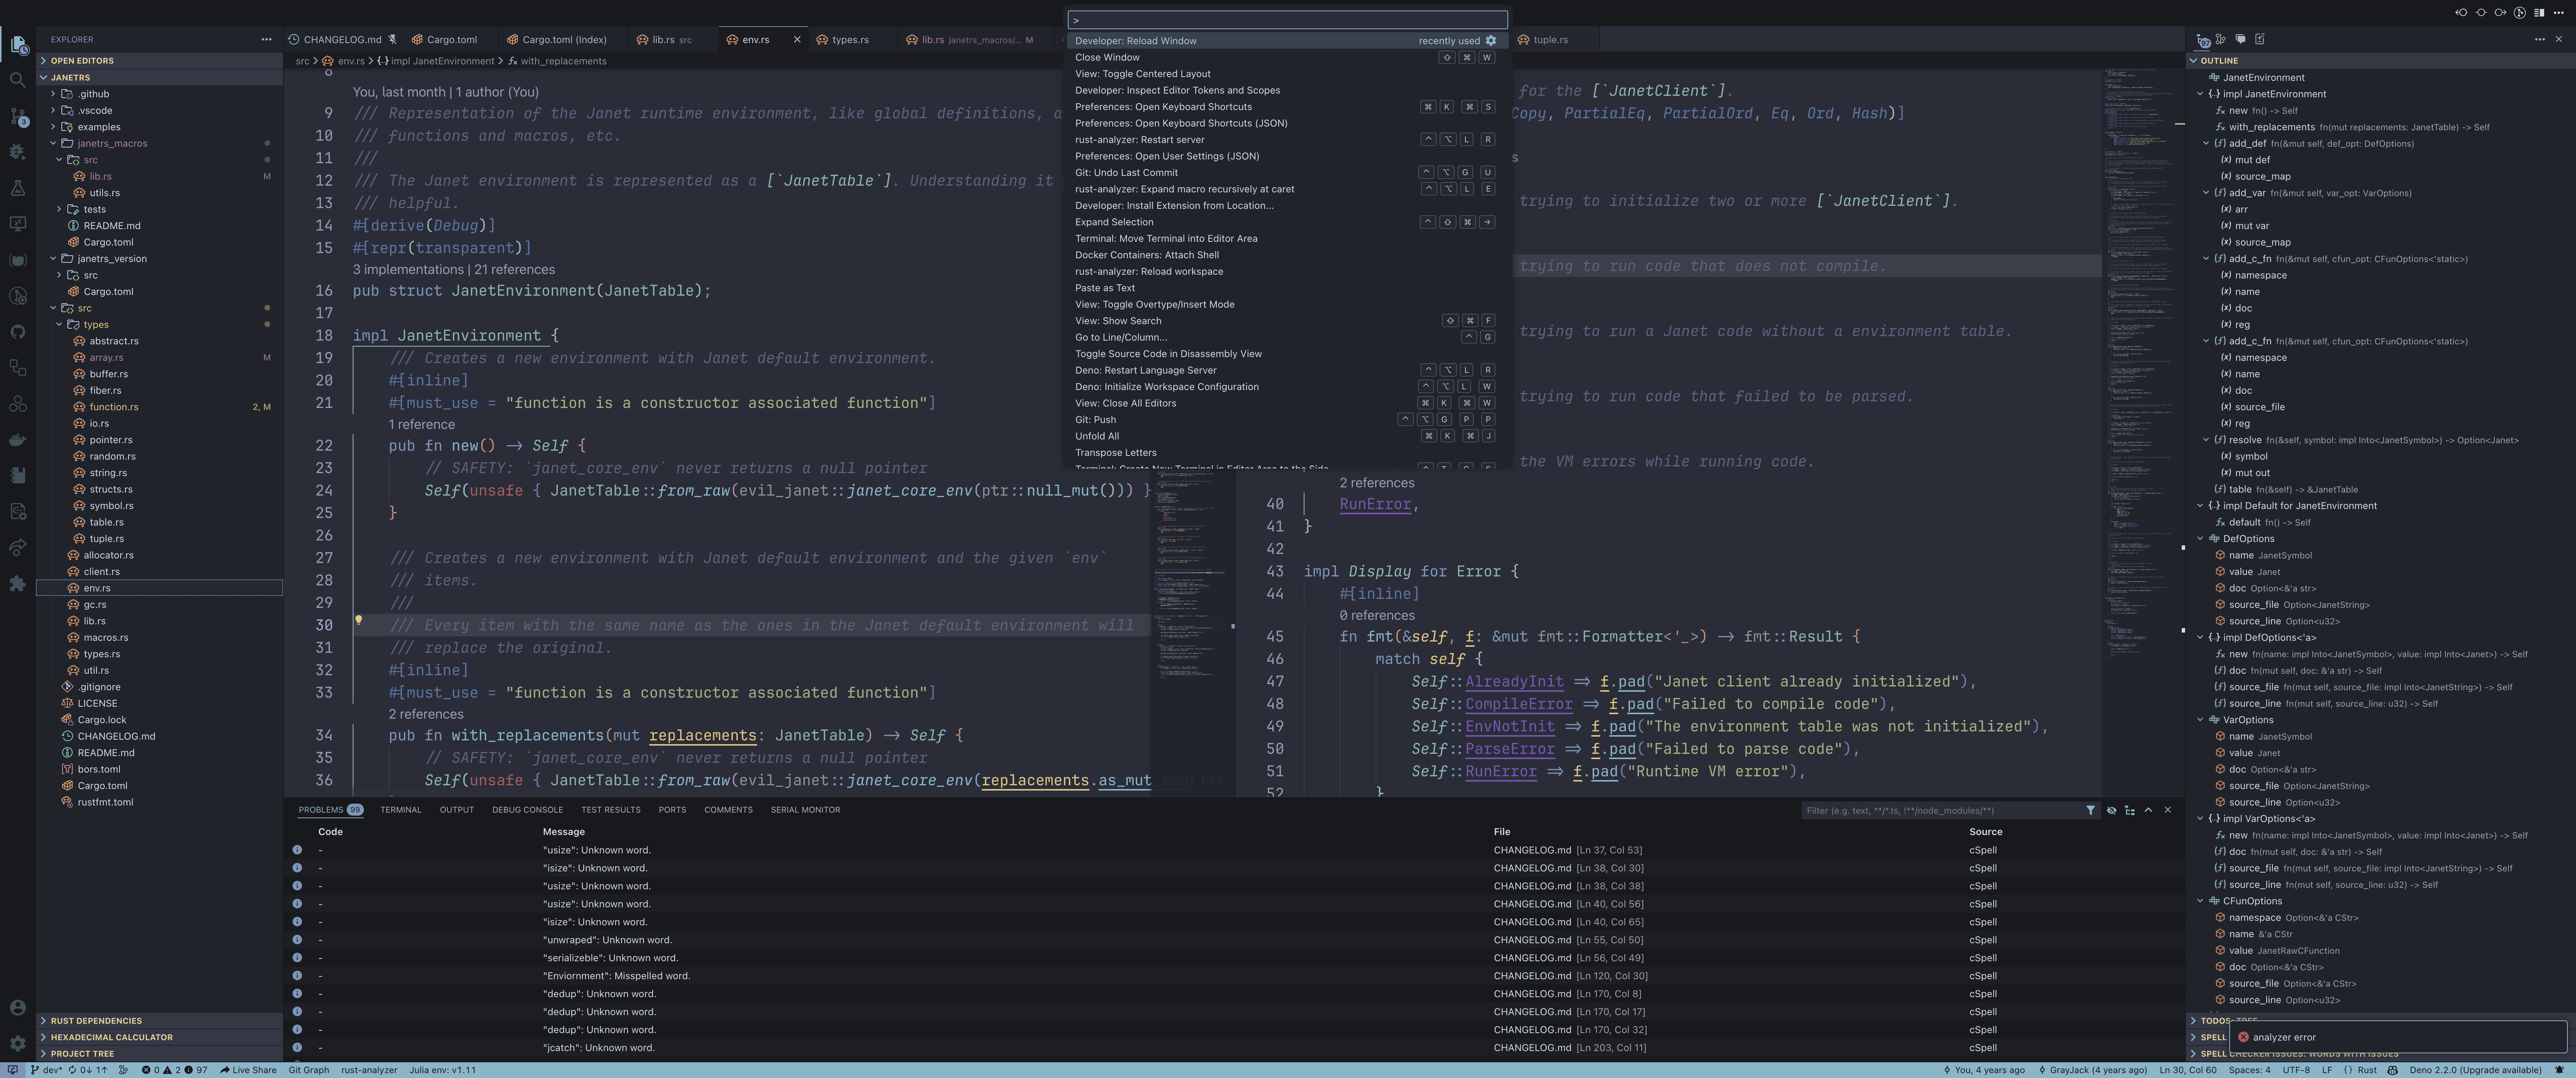 >
Developer: Reload Window recently used
Close Window ⇧ ⌘ W
View: Toggle Centered Layout
Developer: Inspect Editor Tokens and Scopes
Preferences: Open Keyboard Shortcuts ⌘ K ⌘ S
Preferences: Open Keyboard Shortcuts (JSON)
rust-analyzer: Restart server ^ ⌥ L R
Preferences: Open User Settings (JSON)
Git: Undo Last Commit ^ ⌥ G U
rust-analyzer: Expand macro recursively at caret ^ ⌥ L E
Developer: Install Extension from Location...
Expand Selection ^ ⇧ ⌘ →
Terminal: Move Terminal into Editor Area
Docker Containers: Attach Shell
rust-analyzer: Reload workspace
Paste as Text
View: Toggle Overtype/Insert Mode
View: Show Search ⇧ ⌘ F
Go to Line/Column... ^ G
Toggle Source Code in Disassembly View
Deno: Restart Language Server ^ ⌥ L R
Deno: Initialize Workspace Configuration ^ ⌥ L W
View: Close All Editors ⌘ K ⌘ W
Git: Push ^ ⌥ G P P
Unfold All ⌘ K ⌘ J
Transpose Letters
Terminal: Create New Terminal in Editor Area to the Side
EXPLORER
OPEN EDITORS
JANETRS
.github
.vscode
examples
janetrs_macros
src
lib.rs M
utils.rs
tests
README.md
Cargo.toml
janetrs_version
src
Cargo.toml
src
types
abstract.rs
array.rs M
buffer.rs
fiber.rs
function.rs 2, M
io.rs
pointer.rs
random.rs
string.rs
structs.rs
symbol.rs
table.rs
tuple.rs
allocator.rs
client.rs
env.rs
gc.rs
lib.rs
macros.rs
types.rs
util.rs
.gitignore
LICENSE
Cargo.lock
CHANGELOG.md
README.md
bors.toml
Cargo.toml
rustfmt.toml
RUST DEPENDENCIES
HEXADECIMAL CALCULATOR
PROJECT TREE
3
CHANGELOG.md Cargo.toml Cargo.toml (Index) lib.rs src env.rs types.rs lib.rs janetrs_macros/... M tuple.rs
src > env.rs > {} impl JanetEnvironment > with_replacements
8
You, last month | 1 author (You)
9 /// Representation of the Janet runtime environment, like global definitions, a
10 /// functions and macros, etc.
11 ///
12 /// The Janet environment is represented as a [`JanetTable`]. Understanding it
13 /// helpful.
14 #[derive(Debug)]
15 #[repr(transparent)]
3 implementations | 21 references
16 pub struct JanetEnvironment(JanetTable);
17
18 impl JanetEnvironment {
19 /// Creates a new environment with Janet default environment.
20 #[inline]
21 #[must_use = "function is a constructor associated function"]
1 reference
22 pub fn new() -> Self {
23 // SAFETY: `janet_core_env` never returns a null pointer
24 Self(unsafe { JanetTable::from_raw(evil_janet::janet_core_env(ptr::null_mut())) }
25 }
26
27 /// Creates a new environment with Janet default environment and the given `env`
28 /// items.
29 ///
30 /// Every item with the same name as the ones in the Janet default environment will
31 /// replace the original.
32 #[inline]
33 #[must_use = "function is a constructor associated function"]
2 references
34 pub fn with_replacements(mut replacements: JanetTable) -> Self {
35 // SAFETY: `janet_core_env` never returns a null pointer
36 Self(unsafe { JanetTable::from_raw(evil_janet::janet_core_env(replacements.as_mut
for the [`JanetClient`].
Copy, PartialEq, PartialOrd, Eq, Ord, Hash)]
s
trying to initialize two or more [`JanetClient`].
trying to run code that does not compile.
trying to run a Janet code without a environment table.
trying to run code that failed to be parsed.
the VM errors while running code.
2 references
40 RunError,
41 }
42
43 impl Display for Error {
44 #[inline]
0 references
45 fn fmt(&self, f: &mut fmt::Formatter<'_>) -> fmt::Result {
46 match self {
47 Self::AlreadyInit => f.pad("Janet client already initialized"),
48 Self::CompileError => f.pad("Failed to compile code"),
49 Self::EnvNotInit => f.pad("The environment table was not initialized"),
50 Self::ParseError => f.pad("Failed to parse code"),
51 Self::RunError => f.pad("Runtime VM error"),
52 }
PROBLEMS 99 TERMINAL OUTPUT DEBUG CONSOLE TEST RESULTS PORTS COMMENTS SERIAL MONITOR
Filter (e.g. text, **/*.ts, !**/node_modules/**)
Code Message File Source
- "usize": Unknown word. CHANGELOG.md [Ln 37, Col 53] cSpell
- "isize": Unknown word. CHANGELOG.md [Ln 38, Col 30] cSpell
- "usize": Unknown word. CHANGELOG.md [Ln 38, Col 38] cSpell
- "usize": Unknown word. CHANGELOG.md [Ln 40, Col 56] cSpell
- "isize": Unknown word. CHANGELOG.md [Ln 40, Col 65] cSpell
- "unwraped": Unknown word. CHANGELOG.md [Ln 55, Col 50] cSpell
- "serializeble": Unknown word. CHANGELOG.md [Ln 56, Col 49] cSpell
- "Enviornment": Misspelled word. CHANGELOG.md [Ln 120, Col 30] cSpell
- "dedup": Unknown word. CHANGELOG.md [Ln 170, Col 8] cSpell
- "dedup": Unknown word. CHANGELOG.md [Ln 170, Col 17] cSpell
- "dedup": Unknown word. CHANGELOG.md [Ln 170, Col 32] cSpell
- "jcatch": Unknown word. CHANGELOG.md [Ln 203, Col 11] cSpell
97
OUTLINE
JanetEnvironment
{} impl JanetEnvironment
new fn() -> Self
with_replacements fn(mut replacements: JanetTable) -> Self
add_def fn(&mut self, def_opt: DefOptions)
mut def
source_map
add_var fn(&mut self, var_opt: VarOptions)
arr
mut var
source_map
add_c_fn fn(&mut self, cfun_opt: CFunOptions<'static>)
namespace
name
doc
reg
add_c_fn fn(&mut self, cfun_opt: CFunOptions<'static>)
namespace
name
doc
source_file
reg
resolve fn(&self, symbol: impl Into<JanetSymbol>) -> Option<Janet>
symbol
mut out
table fn(&self) -> &JanetTable
{} impl Default for JanetEnvironment
default fn() -> Self
DefOptions
name JanetSymbol
value Janet
doc Option<&'a str>
source_file Option<JanetString>
source_line Option<u32>
{} impl DefOptions<'a>
new fn(name: impl Into<JanetSymbol>, value: impl Into<Janet>) -> Self
doc fn(mut self, doc: &'a str) -> Self
source_file fn(mut self, source_file: impl Into<JanetString>) -> Self
source_line fn(mut self, source_line: u32) -> Self
VarOptions
name JanetSymbol
value Janet
doc Option<&'a str>
source_file Option<JanetString>
source_line Option<u32>
{} impl VarOptions<'a>
new fn(name: impl Into<JanetSymbol>, value: impl Into<Janet>) -> Self
doc fn(mut self, doc: &'a str) -> Self
source_file fn(mut self, source_file: impl Into<JanetString>) -> Self
source_line fn(mut self, source_line: u32) -> Self
CFunOptions
namespace Option<&'a CStr>
name &'a CStr
value JanetRawCFunction
doc Option<&'a CStr>
source_file Option<&'a CStr>
source_line Option<u32>
TODOS: TREE
SPELL
SPELL CHECKER ISSUES: WORDS WITH ISSUES
analyzer error
dev* 0↓ 1↑ 0 2 97 Live Share Git Graph rust-analyzer Julia env: v1.11
You, 4 years ago GrayJack (4 years ago) Ln 30, Col 60 Spaces: 4 UTF-8 LF {} Rust Deno 2.2.0 (Upgrade available)